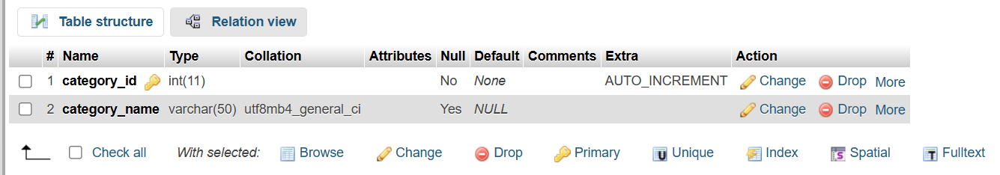 Table structure Relation view
# Name Type Collation Attributes Null Default Comments Extra Action
1 category_id int(11) No None AUTO_INCREMENT Change Drop More
2 category_name varchar(50) utf8mb4_general_ci Yes NULL Change Drop More
Check all With selected: Browse Change Drop Primary U Unique Index S Spatial T Fulltext